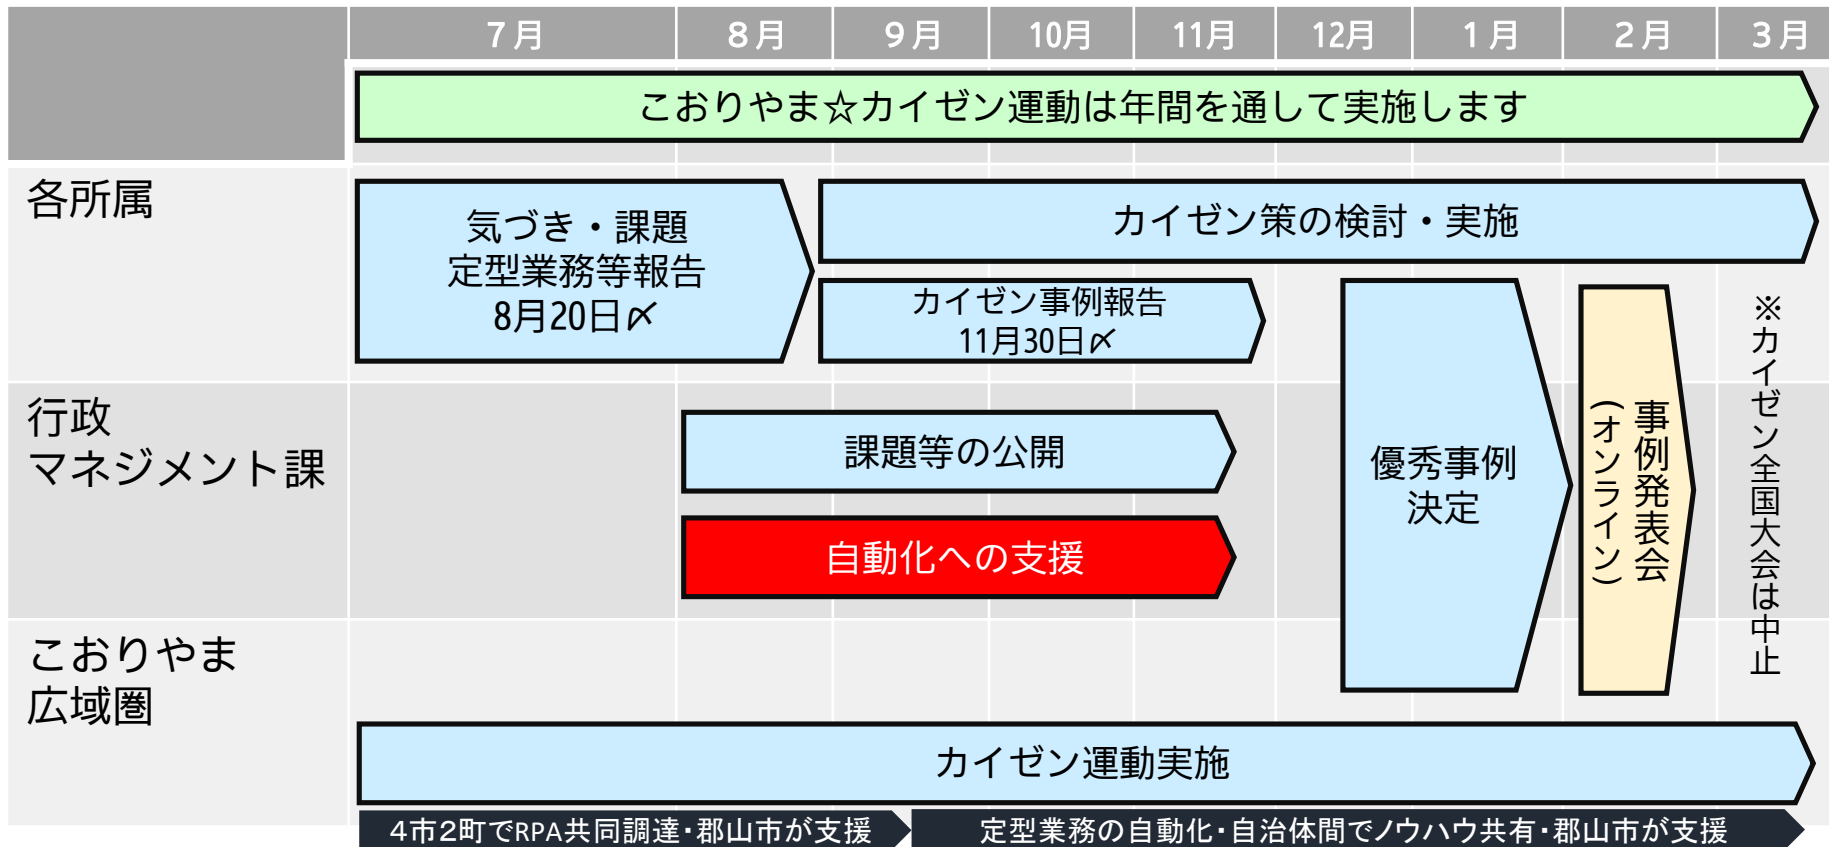 7月 8月 9月 10月 11月 12月 1月 2月 3月
こおりやま☆カイゼン運動は年間を通して実施します
各所属
気づき・課題
定型業務等報告
8月20日〆
カイゼン策の検討・実施
カイゼン事例報告
11月30日〆
行政
マネジメント課
課題等の公開
自動化への支援
優秀事例
決定
事例発表会
(オンライン)
※カイゼン全国大会は中止
こおりやま
広域圏
カイゼン運動実施
4市2町でRPA共同調達・郡山市が支援
定型業務の自動化・自治体間でノウハウ共有・郡山市が支援